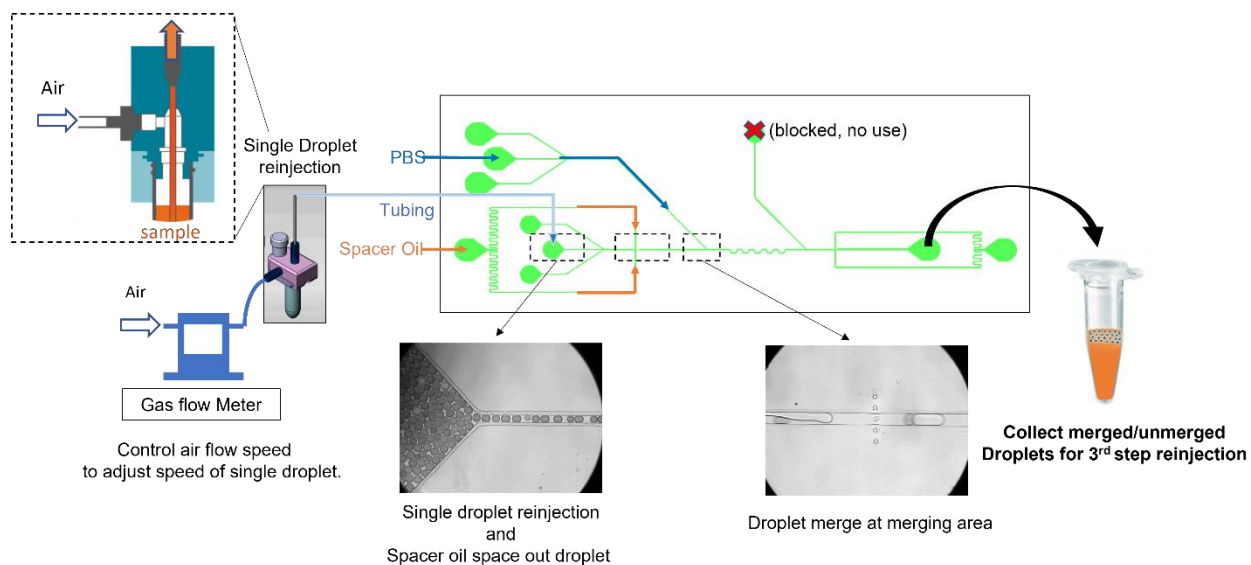 Air
sample
Single Droplet
reinjection
Air
Gas flow Meter
Control air flow speed
to adjust speed of single droplet.
PBS
Tubing
Spacer Oil
(blocked, no use)
Single droplet reinjection
and
Spacer oil space out droplet
Droplet merge at merging area
Collect merged/unmerged
Droplets for 3rd step reinjection